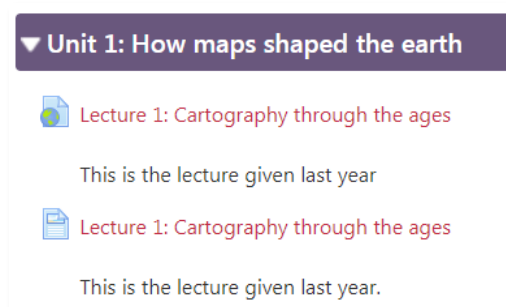 Unit 1: How maps shaped the earth
Lecture 1: Cartography through the ages
This is the lecture given last year
Lecture 1: Cartography through the ages
This is the lecture given last year.